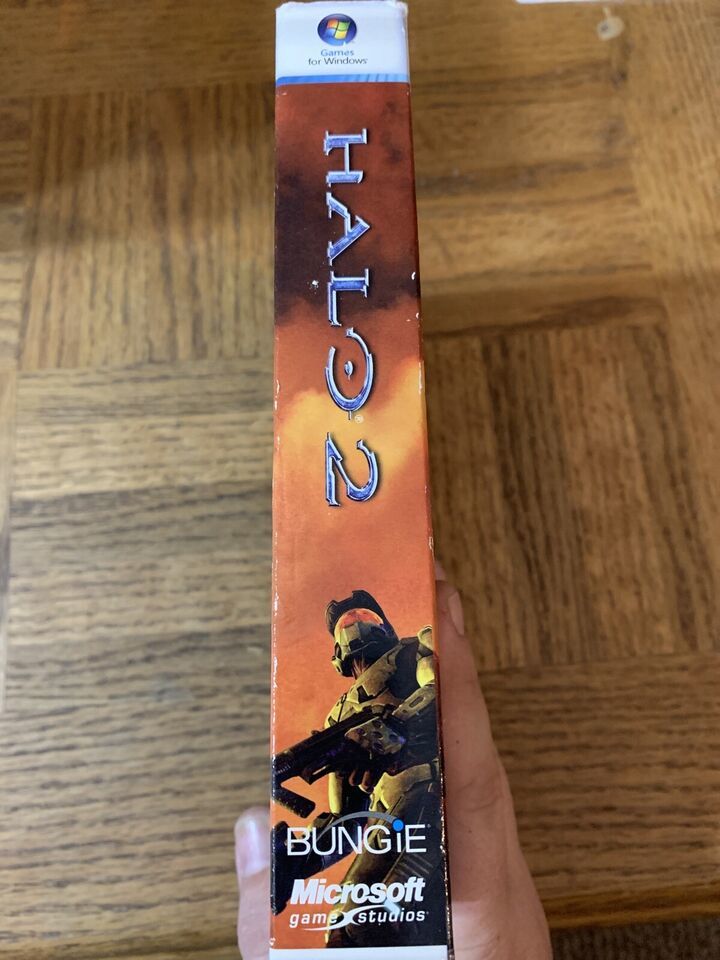 Games
for Windows
HALO 2
BUNGiE
Microsoft
game studios